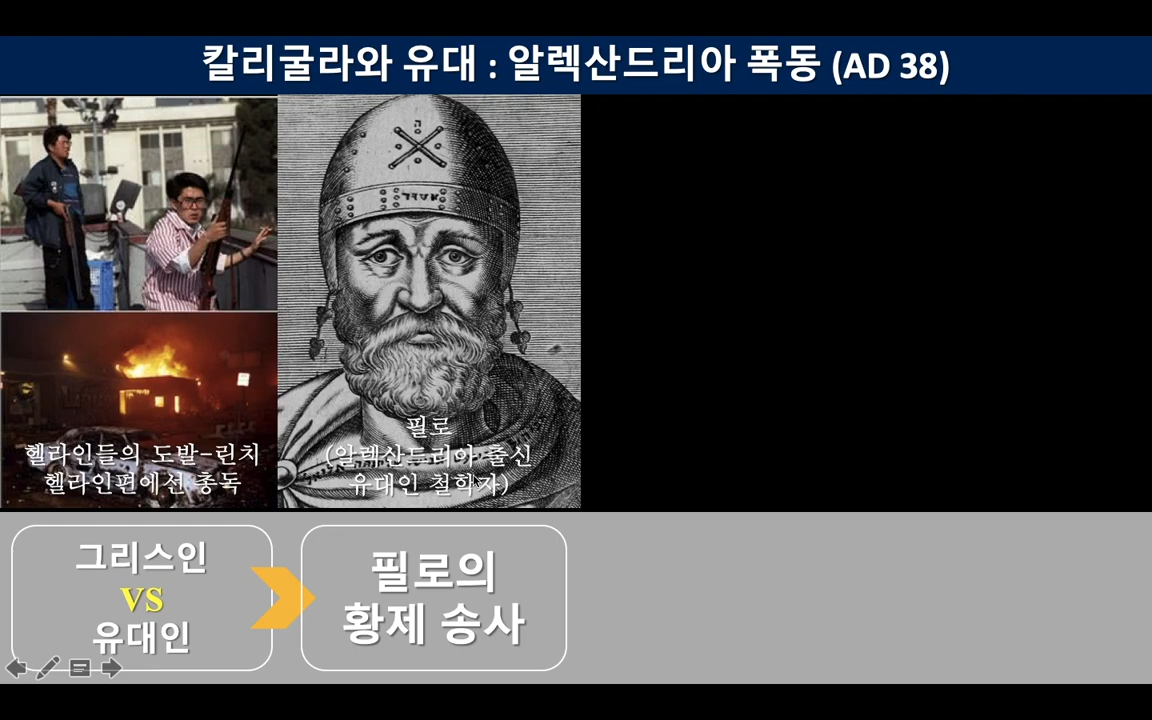 칼리굴라와 유대 : 알렉산드리아 폭동 (AD 38)
헬라인들의 도발-린치
헬라인편에선 총독
필로
(알렉산드리아 출신
유대인 철학자)
그리스인
VS
유대인
필로의
황제 송사